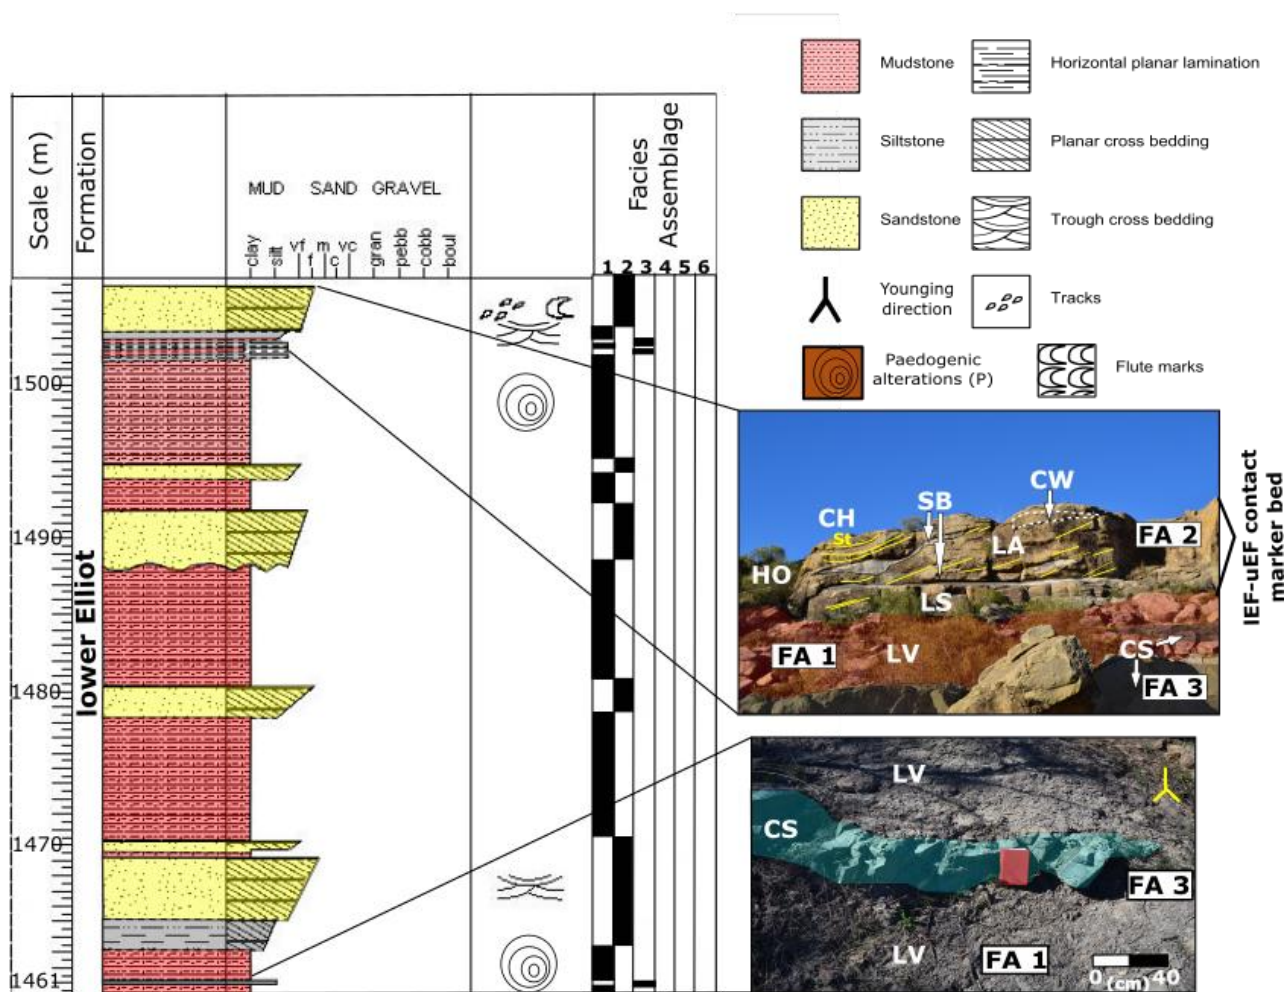 Mudstone
Horizontal planar lamination
Siltstone
Planar cross bedding
Sandstone
Trough cross bedding
Younging
direction
Tracks
Paedogenic
alterations (P)
Flute marks
Scale (m)
Formation
MUD SAND GRAVEL
clay
silt
vf
f
m
c
vc
gran
pebb
cobb
boul
Facies
Assemblage
1 2 3 4 5 6
1500
1490
1480
1470
1461
lower Elliot
CW
SB
CH
St
LA
FA 2
HO
LS
FA 1
LV
CS
FA 3
lEF-uEF contact
marker bed
LV
CS
FA 3
LV
FA 1
0 (cm) 40